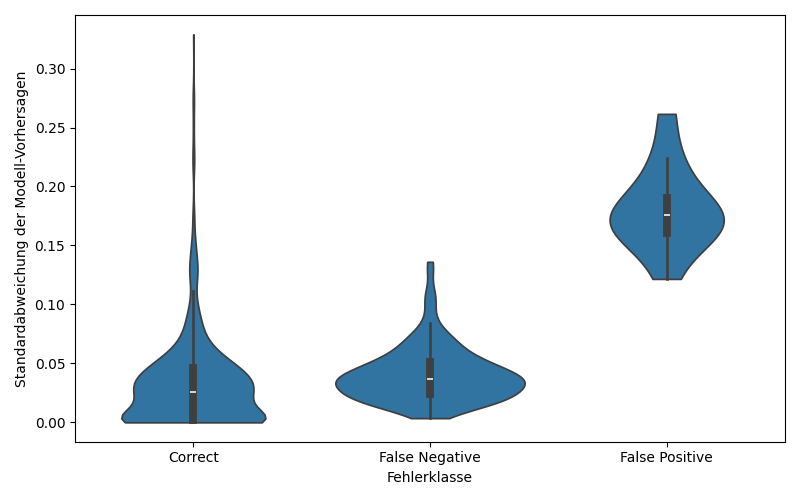 Standardabweichung der Modell-Vorhersagen
0.30
0.25
0.20
0.15
0.10
0.05
0.00
Correct
False Negative
False Positive
Fehlerklasse